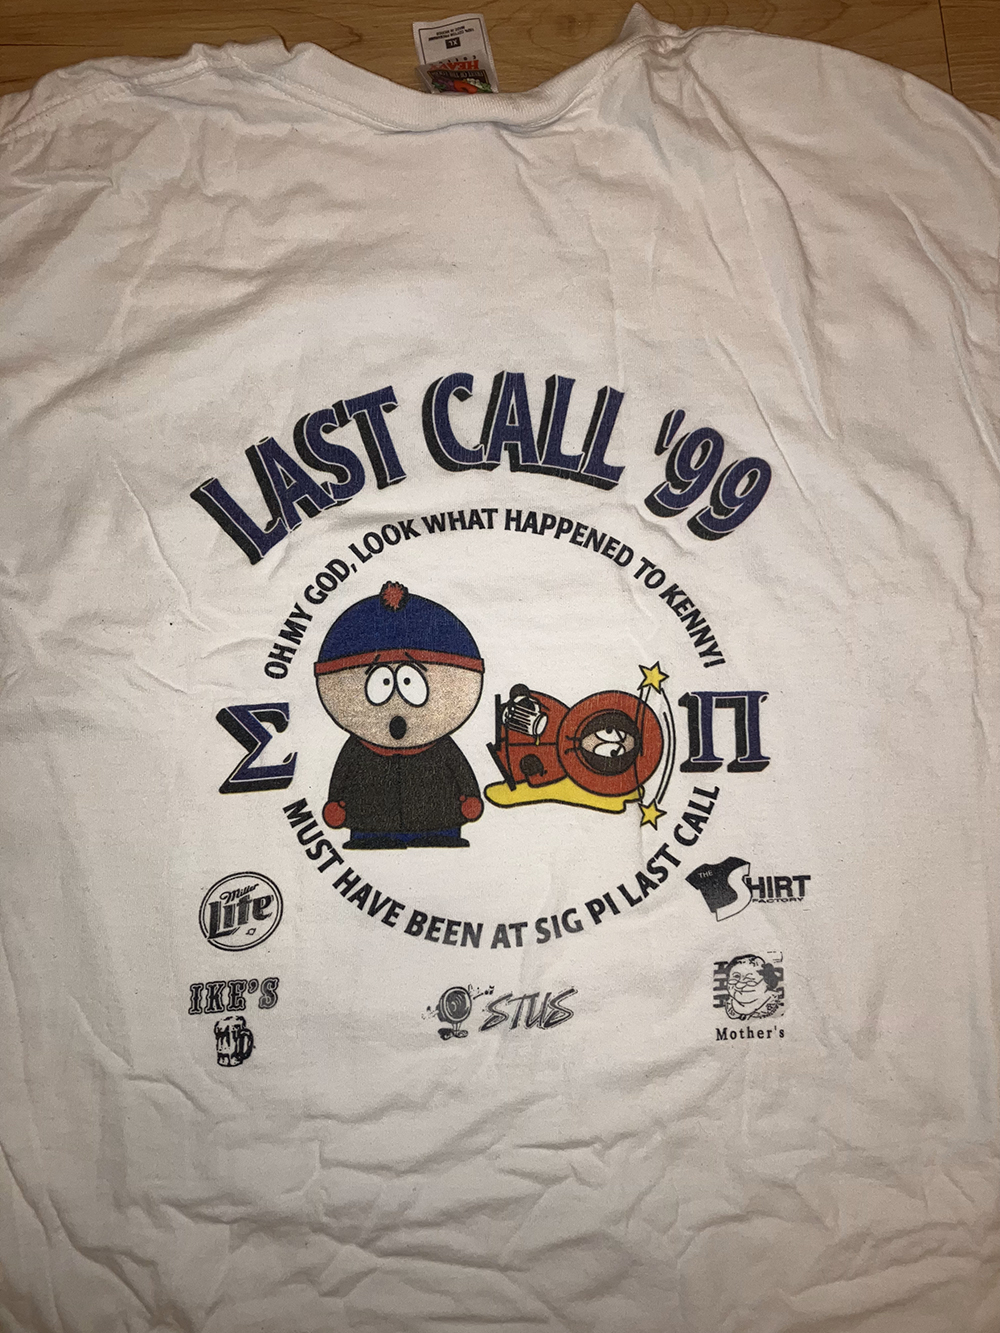 XL
LAST CALL '99
OH MY GOD, LOOK WHAT HAPPENED TO KENNY!
Σ Π
MUST HAVE BEEN AT SIG PI LAST CALL
Miller
Lite
THE SHIRT
FACTORY
IKE'S
STUS
Mother's